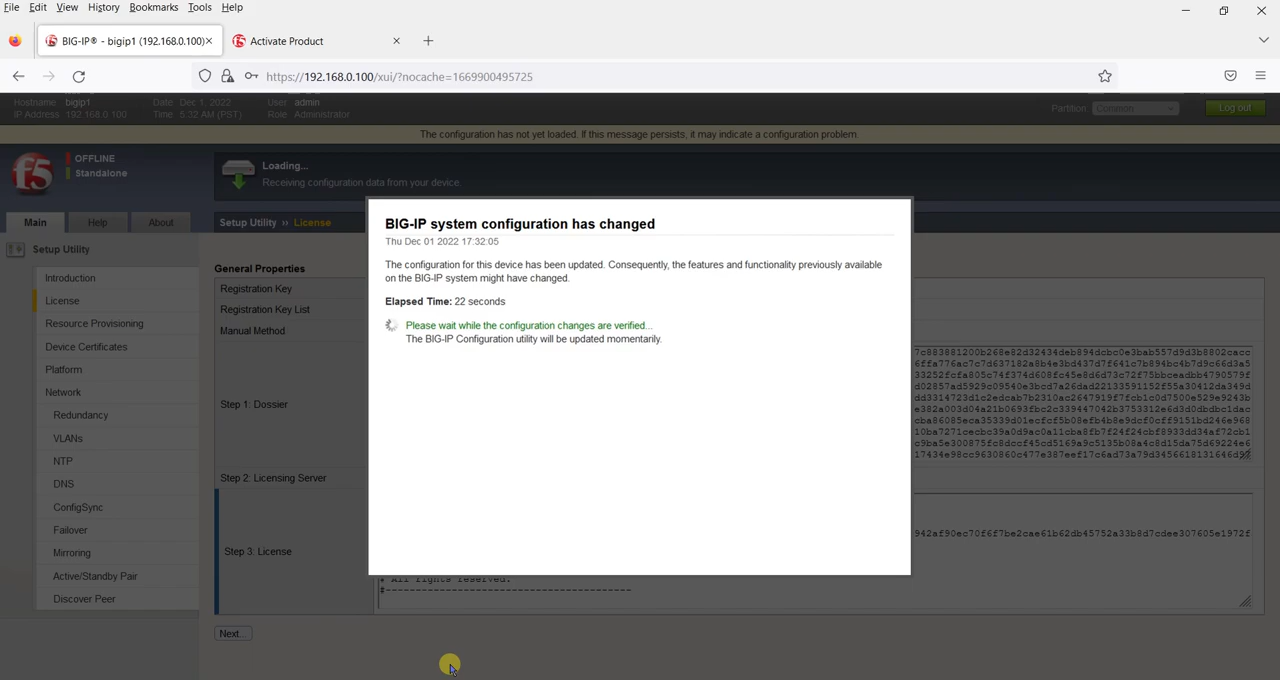 File Edit View History Bookmarks Tools Help
BIG-IP® - bigip1 (192.168.0.100)
Activate Product
https://192.168.0.100/xui/?nocache=1669900495725
Hostname bigip1 Date Dec 1, 2022 User admin
IP Address 192.168.0.100 Time 5:32 AM (PST) Role Administrator
Partition Common Log out
The configuration has not yet loaded. If this message persists, it may indicate a configuration problem.
f5
OFFLINE
Standalone
Loading...
Receiving configuration data from your device
Main Help About
Setup Utility ›› License
Setup Utility
Introduction
License
Resource Provisioning
Device Certificates
Platform
Network
Redundancy
VLANs
NTP
DNS
ConfigSync
Failover
Mirroring
Active/Standby Pair
Discover Peer
General Properties
Registration Key
Registration Key List
Manual Method
Step 1: Dossier
Step 2: Licensing Server
Step 3: License
# All rights reserved.
#----------------------------------------
Next...
BIG-IP system configuration has changed
Thu Dec 01 2022 17:32:05
The configuration for this device has been updated. Consequently, the features and functionality previously available
on the BIG-IP system might have changed.
Elapsed Time: 22 seconds
Please wait while the configuration changes are verified...
The BIG-IP Configuration utility will be updated momentarily.